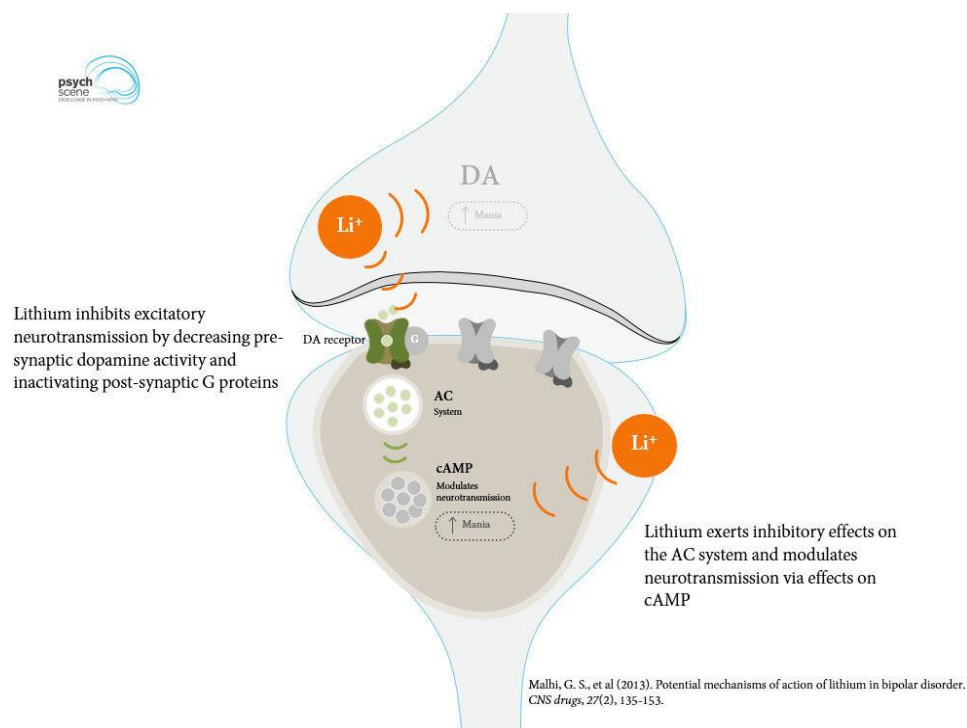 psych
scene
EXCELLENCE IN PSYCHIATRY
DA
↑ Mania
Li⁺
Lithium inhibits excitatory
neurotransmission by decreasing pre-
synaptic dopamine activity and
inactivating post-synaptic G proteins
DA receptor
G
AC
System
cAMP
Modulates
neurotransmission
↑ Mania
Li⁺
Lithium exerts inhibitory effects on
the AC system and modulates
neurotransmission via effects on
cAMP
Malhi, G. S., et al (2013). Potential mechanisms of action of lithium in bipolar disorder.
CNS drugs, 27(2), 135-153.